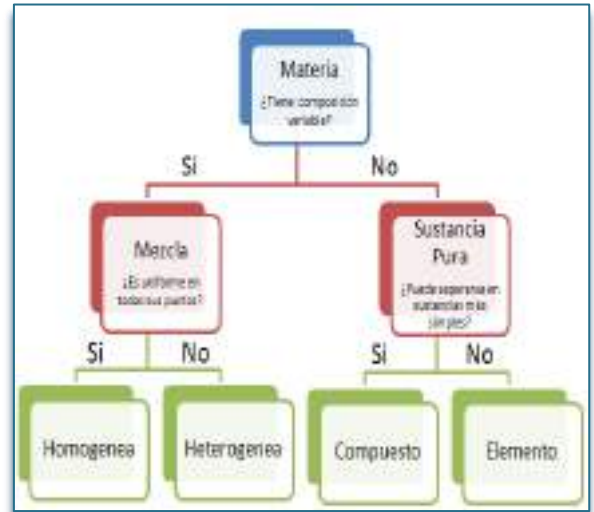 Materia
¿Tiene composición
variable?
Si
No
Mezcla
¿Es uniforme en
todos sus puntos?
Sustancia
Pura
¿Puede separarse en
sustancias más
simples?
Si
No
Si
No
Homogenea
Heterogenea
Compuesto
Elemento